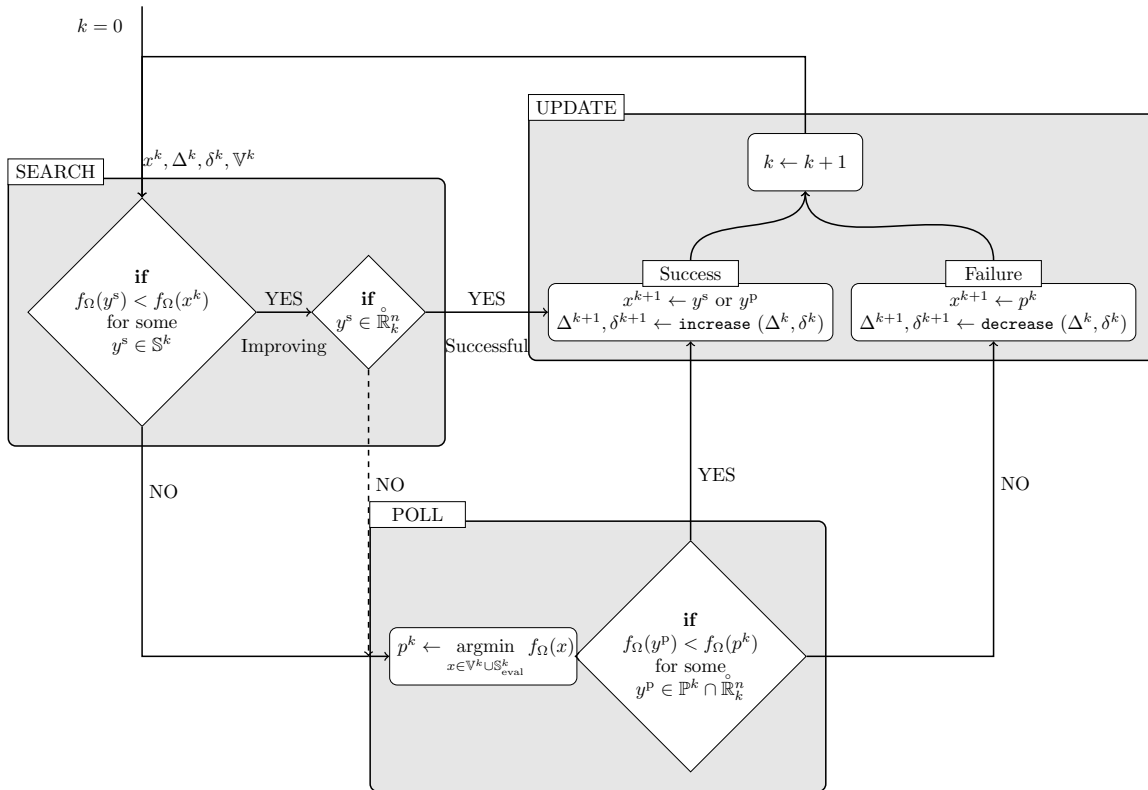 k = 0
x^k, Δ^k, δ^k, 𝕍^k
SEARCH
if
f_Ω(y^s) < f_Ω(x^k)
for some
y^s ∈ 𝕊^k
YES
Improving
if
y^s ∈ ℝ̊^n_k
YES
Successful
NO
NO
UPDATE
k ← k + 1
Success
x^{k+1} ← y^s or y^p
Δ^{k+1}, δ^{k+1} ← increase (Δ^k, δ^k)
Failure
x^{k+1} ← p^k
Δ^{k+1}, δ^{k+1} ← decrease (Δ^k, δ^k)
YES
NO
POLL
p^k ← argmin f_Ω(x)
x∈𝕍^k∪𝕊^k_eval
if
f_Ω(y^p) < f_Ω(p^k)
for some
y^p ∈ ℙ^k ∩ ℝ̊^n_k